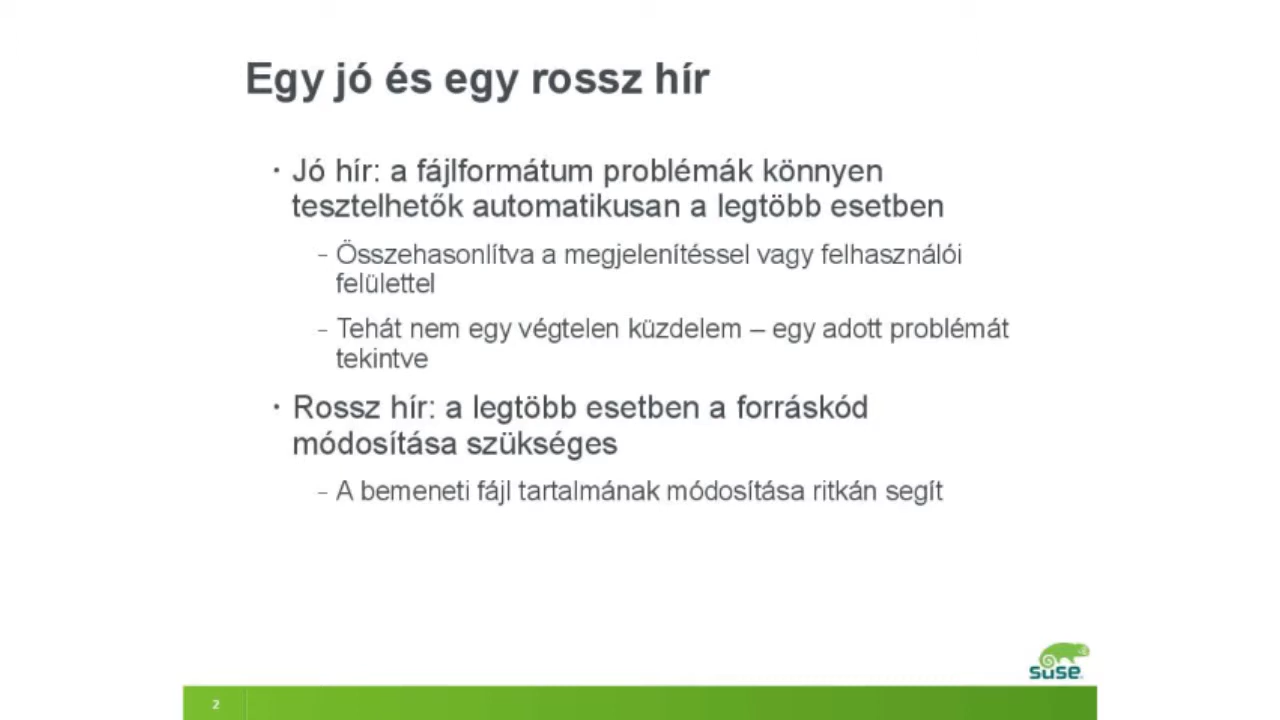 Egy jó és egy rossz hír
· Jó hír: a fájlformátum problémák könnyen
tesztelhetők automatikusan a legtöbb esetben
– Összehasonlítva a megjelenítéssel vagy felhasználói
felülettel
– Tehát nem egy végtelen küzdelem – egy adott problémát
tekintve
· Rossz hír: a legtöbb esetben a forráskód
módosítása szükséges
– A bemeneti fájl tartalmának módosítása ritkán segít
suse
2